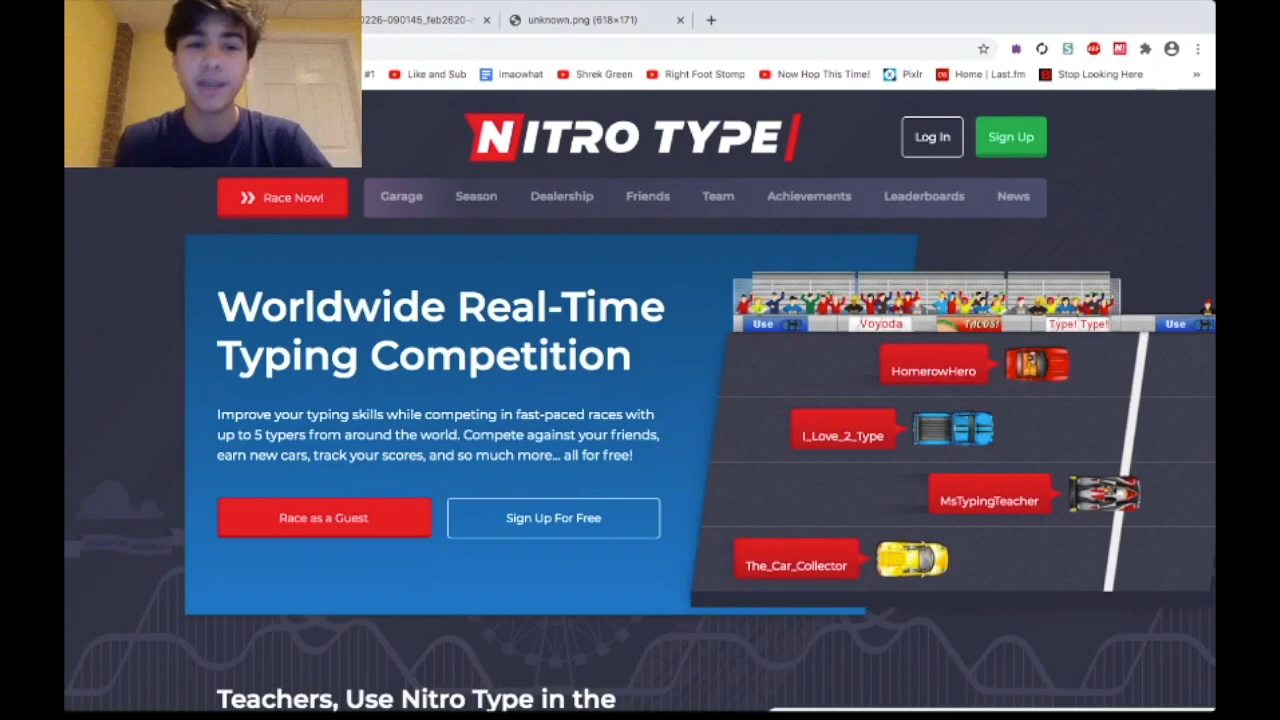 0226-090145_feb2620-
unknown.png (618×171)
#1
Like and Sub
lmaowhat
Shrek Green
Right Foot Stomp
Now Hop This Time!
Pixlr
Home | Last.fm
Stop Looking Here
»
NITRO TYPE
Log In
Sign Up
Race Now!
Garage
Season
Dealership
Friends
Team
Achievements
Leaderboards
News
Worldwide Real-Time
Typing Competition
Improve your typing skills while competing in fast-paced races with
up to 5 typers from around the world. Compete against your friends,
earn new cars, track your scores, and so much more... all for free!
Race as a Guest
Sign Up For Free
Use
Voyoda
TACOS!
Type! Type!
Use
HomerowHero
I_Love_2_Type
MsTypingTeacher
The_Car_Collector
Teachers, Use Nitro Type in the